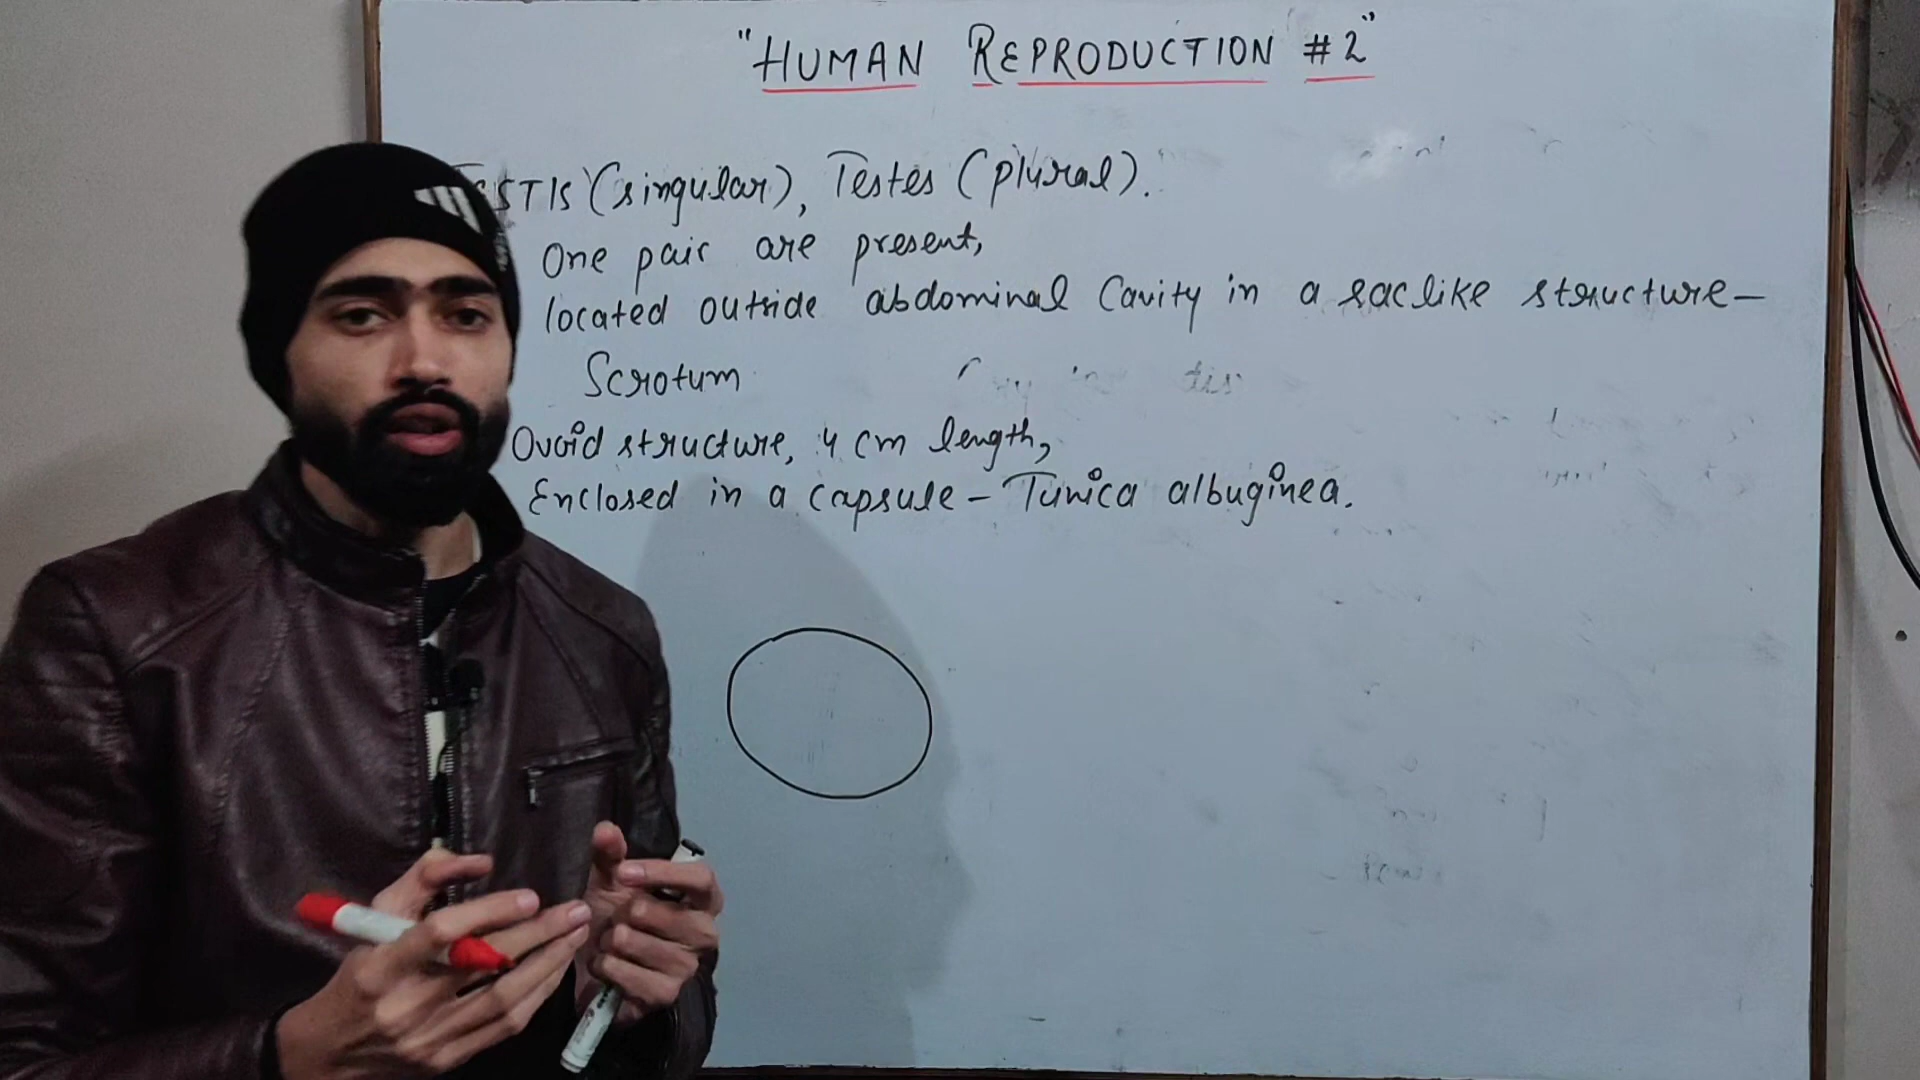 "HUMAN REPRODUCTION #2"
TESTIS (singular), Testes (plural).
One pair are present,
located outside abdominal Cavity in a saclike structure-
Scrotum
Ovoid structure, 4 cm length,
Enclosed in a capsule - Tunica albuginea.